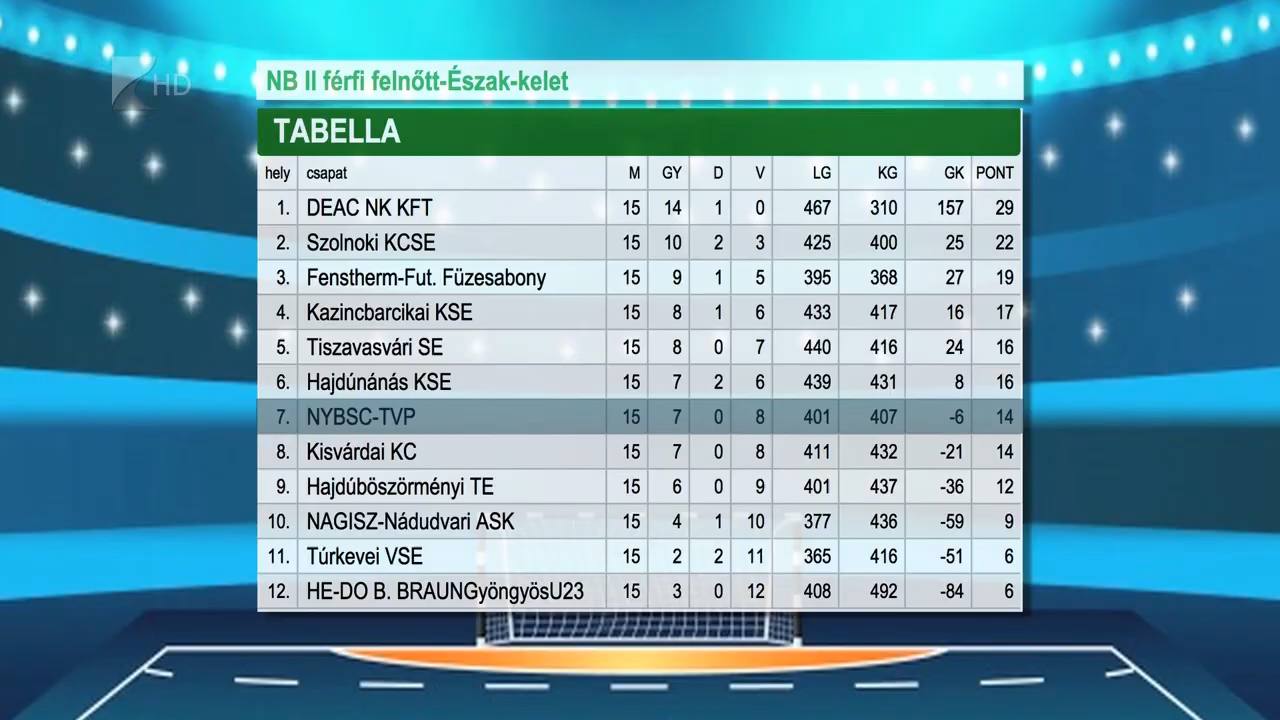 HD
NB II férfi felnőtt-Észak-kelet
TABELLA
hely csapat M GY D V LG KG GK PONT
1. DEAC NK KFT 15 14 1 0 467 310 157 29
2. Szolnoki KCSE 15 10 2 3 425 400 25 22
3. Fenstherm-Fut. Füzesabony 15 9 1 5 395 368 27 19
4. Kazincbarcikai KSE 15 8 1 6 433 417 16 17
5. Tiszavasvári SE 15 8 0 7 440 416 24 16
6. Hajdúnánás KSE 15 7 2 6 439 431 8 16
7. NYBSC-TVP 15 7 0 8 401 407 -6 14
8. Kisvárdai KC 15 7 0 8 411 432 -21 14
9. Hajdúböszörményi TE 15 6 0 9 401 437 -36 12
10. NAGISZ-Nádudvari ASK 15 4 1 10 377 436 -59 9
11. Túrkevei VSE 15 2 2 11 365 416 -51 6
12. HE-DO B. BRAUNGyöngyösU23 15 3 0 12 408 492 -84 6